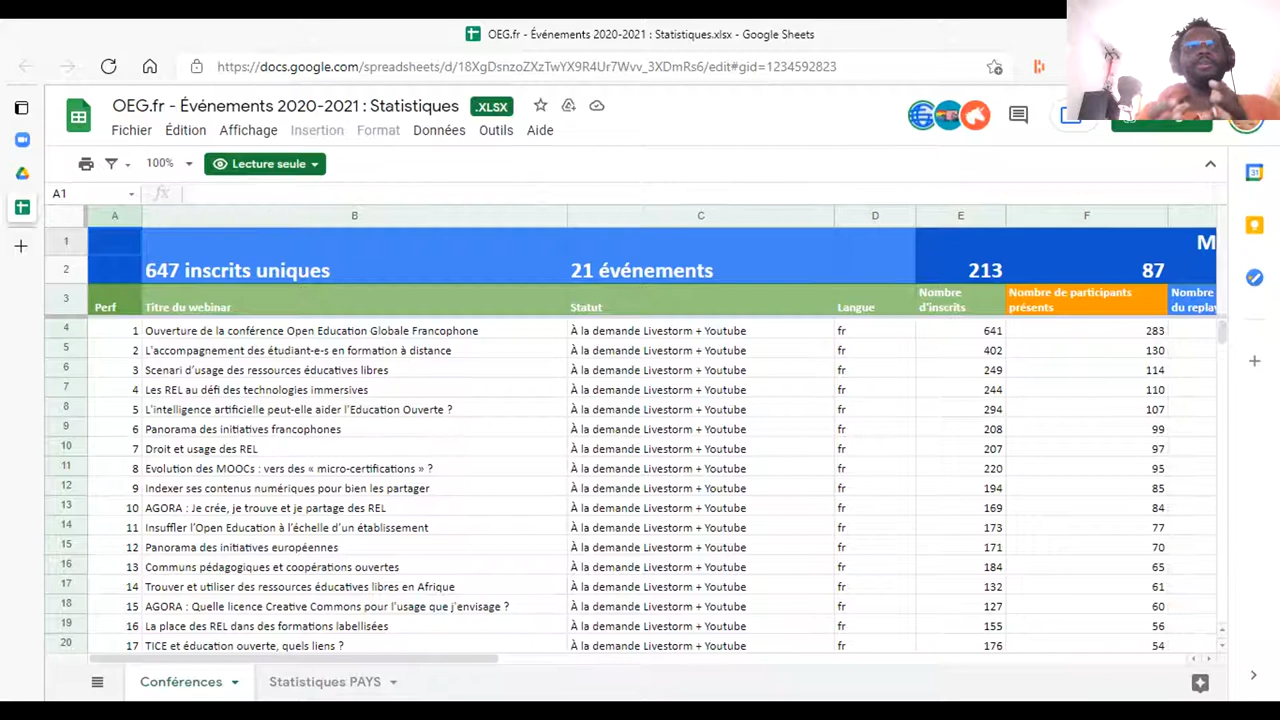 OEG.fr - Événements 2020-2021 : Statistiques.xlsx - Google Sheets
https://docs.google.com/spreadsheets/d/18XgDsnzoZXzTwYX9R4Ur7Wvv_3XDmRs6/edit#gid=1234592823
OEG.fr - Événements 2020-2021 : Statistiques .XLSX
Fichier Édition Affichage Insertion Format Données Outils Aide
100% Lecture seule
31
A1 fx
A B C D E F
1 M
2 647 inscrits uniques 21 événements 213 87
3 Perf Titre du webinar Statut Langue Nombre d'inscrits Nombre de participants présents Nombre du replay
4 1 Ouverture de la conférence Open Education Globale Francophone À la demande Livestorm + Youtube fr 641 283
5 2 L'accompagnement des étudiant-e-s en formation à distance À la demande Livestorm + Youtube fr 402 130
6 3 Scenari d'usage des ressources éducatives libres À la demande Livestorm + Youtube fr 249 114
7 4 Les REL au défi des technologies immersives À la demande Livestorm + Youtube fr 244 110
8 5 L'intelligence artificielle peut-elle aider l'Education Ouverte ? À la demande Livestorm + Youtube fr 294 107
9 6 Panorama des initiatives francophones À la demande Livestorm + Youtube fr 208 99
10 7 Droit et usage des REL À la demande Livestorm + Youtube fr 207 97
11 8 Evolution des MOOCs : vers des « micro-certifications » ? À la demande Livestorm + Youtube fr 220 95
12 9 Indexer ses contenus numériques pour bien les partager À la demande Livestorm + Youtube fr 194 85
13 10 AGORA : Je crée, je trouve et je partage des REL À la demande Livestorm + Youtube fr 169 84
14 11 Insuffler l'Open Education à l'échelle d'un établissement À la demande Livestorm + Youtube fr 173 77
15 12 Panorama des initiatives européennes À la demande Livestorm + Youtube fr 171 70
16 13 Communs pédagogiques et coopérations ouvertes À la demande Livestorm + Youtube fr 184 65
17 14 Trouver et utiliser des ressources éducatives libres en Afrique À la demande Livestorm + Youtube fr 132 61
18 15 AGORA : Quelle licence Creative Commons pour l'usage que j'envisage ? À la demande Livestorm + Youtube fr 127 60
19 16 La place des REL dans des formations labellisées À la demande Livestorm + Youtube fr 155 56
20 17 TICE et éducation ouverte, quels liens ? À la demande Livestorm + Youtube fr 176 54
Conférences Statistiques PAYS